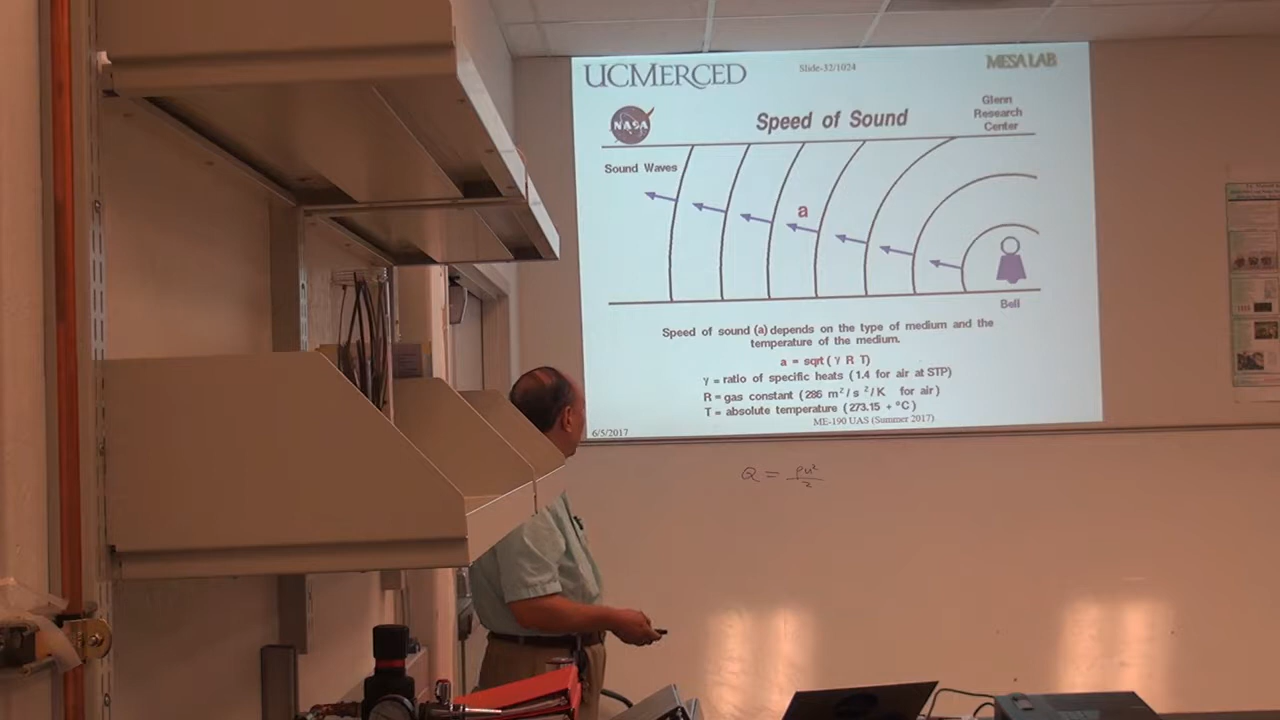 UCMERCED
Slide-32/1024
MESA LAB
NASA
Speed of Sound
Glenn
Research
Center
Sound Waves
a
Bell
Speed of sound (a) depends on the type of medium and the
temperature of the medium.
a = sqrt ( γ R T)
γ = ratio of specific heats (1.4 for air at STP)
R = gas constant (286 m²/s²/K for air)
T = absolute temperature (273.15 + °C)
6/5/2017
ME-190 UAS (Summer 2017)
Q = ρu²/2